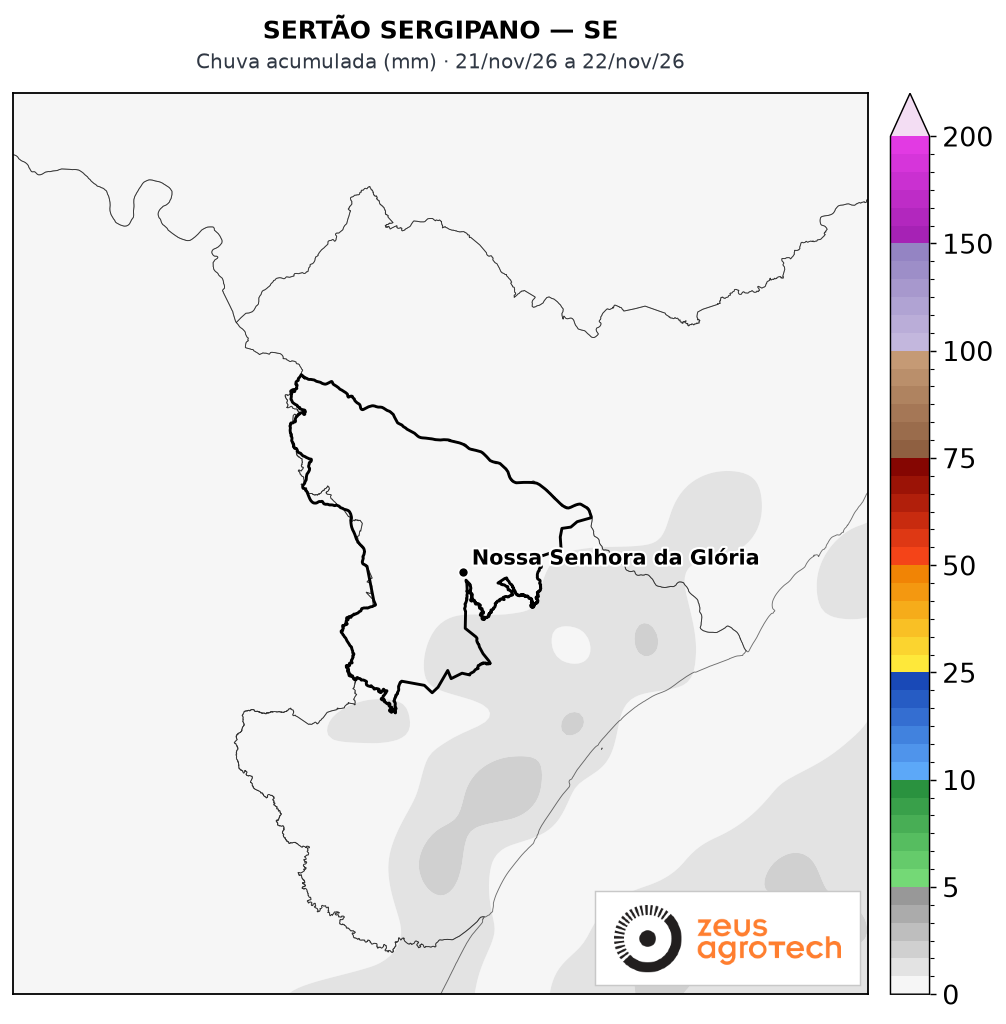 SERTÃO SERGIPANO — SE
Chuva acumulada (mm) · 21/nov/26 a 22/nov/26
200
150
100
75
50
25
10
5
0
Nossa Senhora da Glória
zeus
agrotech